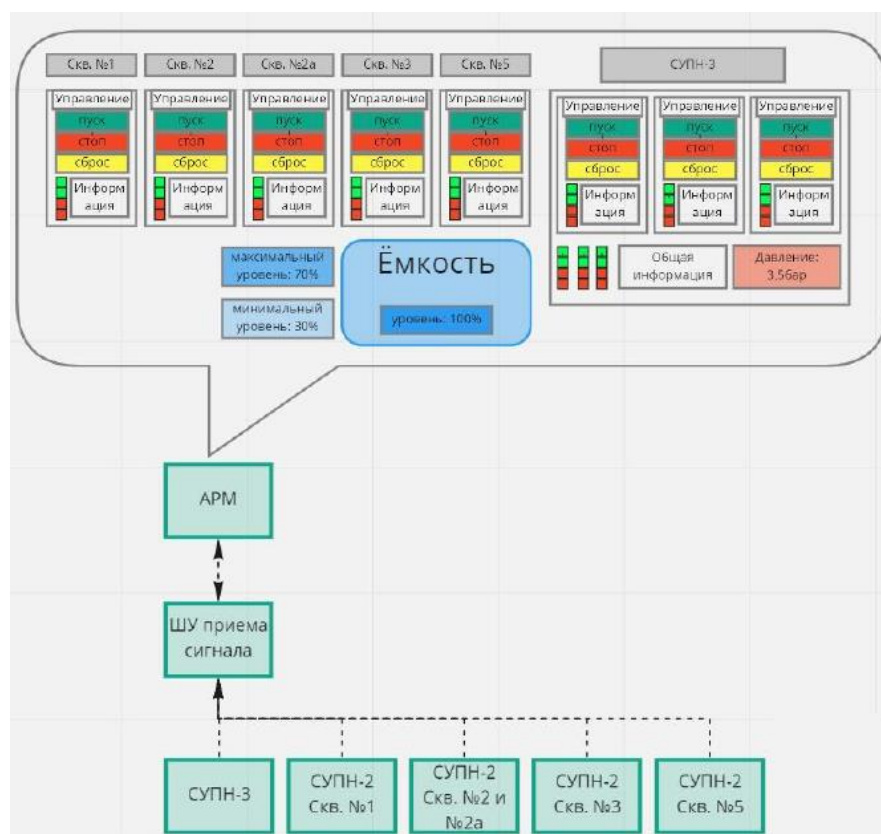 Скв. №1
Скв. №2
Скв. №2а
Скв. №3
Скв. №5
СУПН-3
Управление
пуск
стоп
сброс
Информ
ация
Управление
пуск
стоп
сброс
Информ
ация
Управление
пуск
стоп
сброс
Информ
ация
Управление
пуск
стоп
сброс
Информ
ация
Управление
пуск
стоп
сброс
Информ
ация
Управление
пуск
стоп
сброс
Информ
ация
Управление
пуск
стоп
сброс
Информ
ация
Управление
пуск
стоп
сброс
Информ
ация
максимальный
уровень: 70%
минимальный
уровень: 30%
Ёмкость
уровень: 100%
Общая
информация
Давление:
3.5бар
АРМ
ШУ приема
сигнала
СУПН-3
СУПН-2
Скв. №1
СУПН-2
Скв. №2 и
№2а
СУПН-2
Скв. №3
СУПН-2
Скв. №5